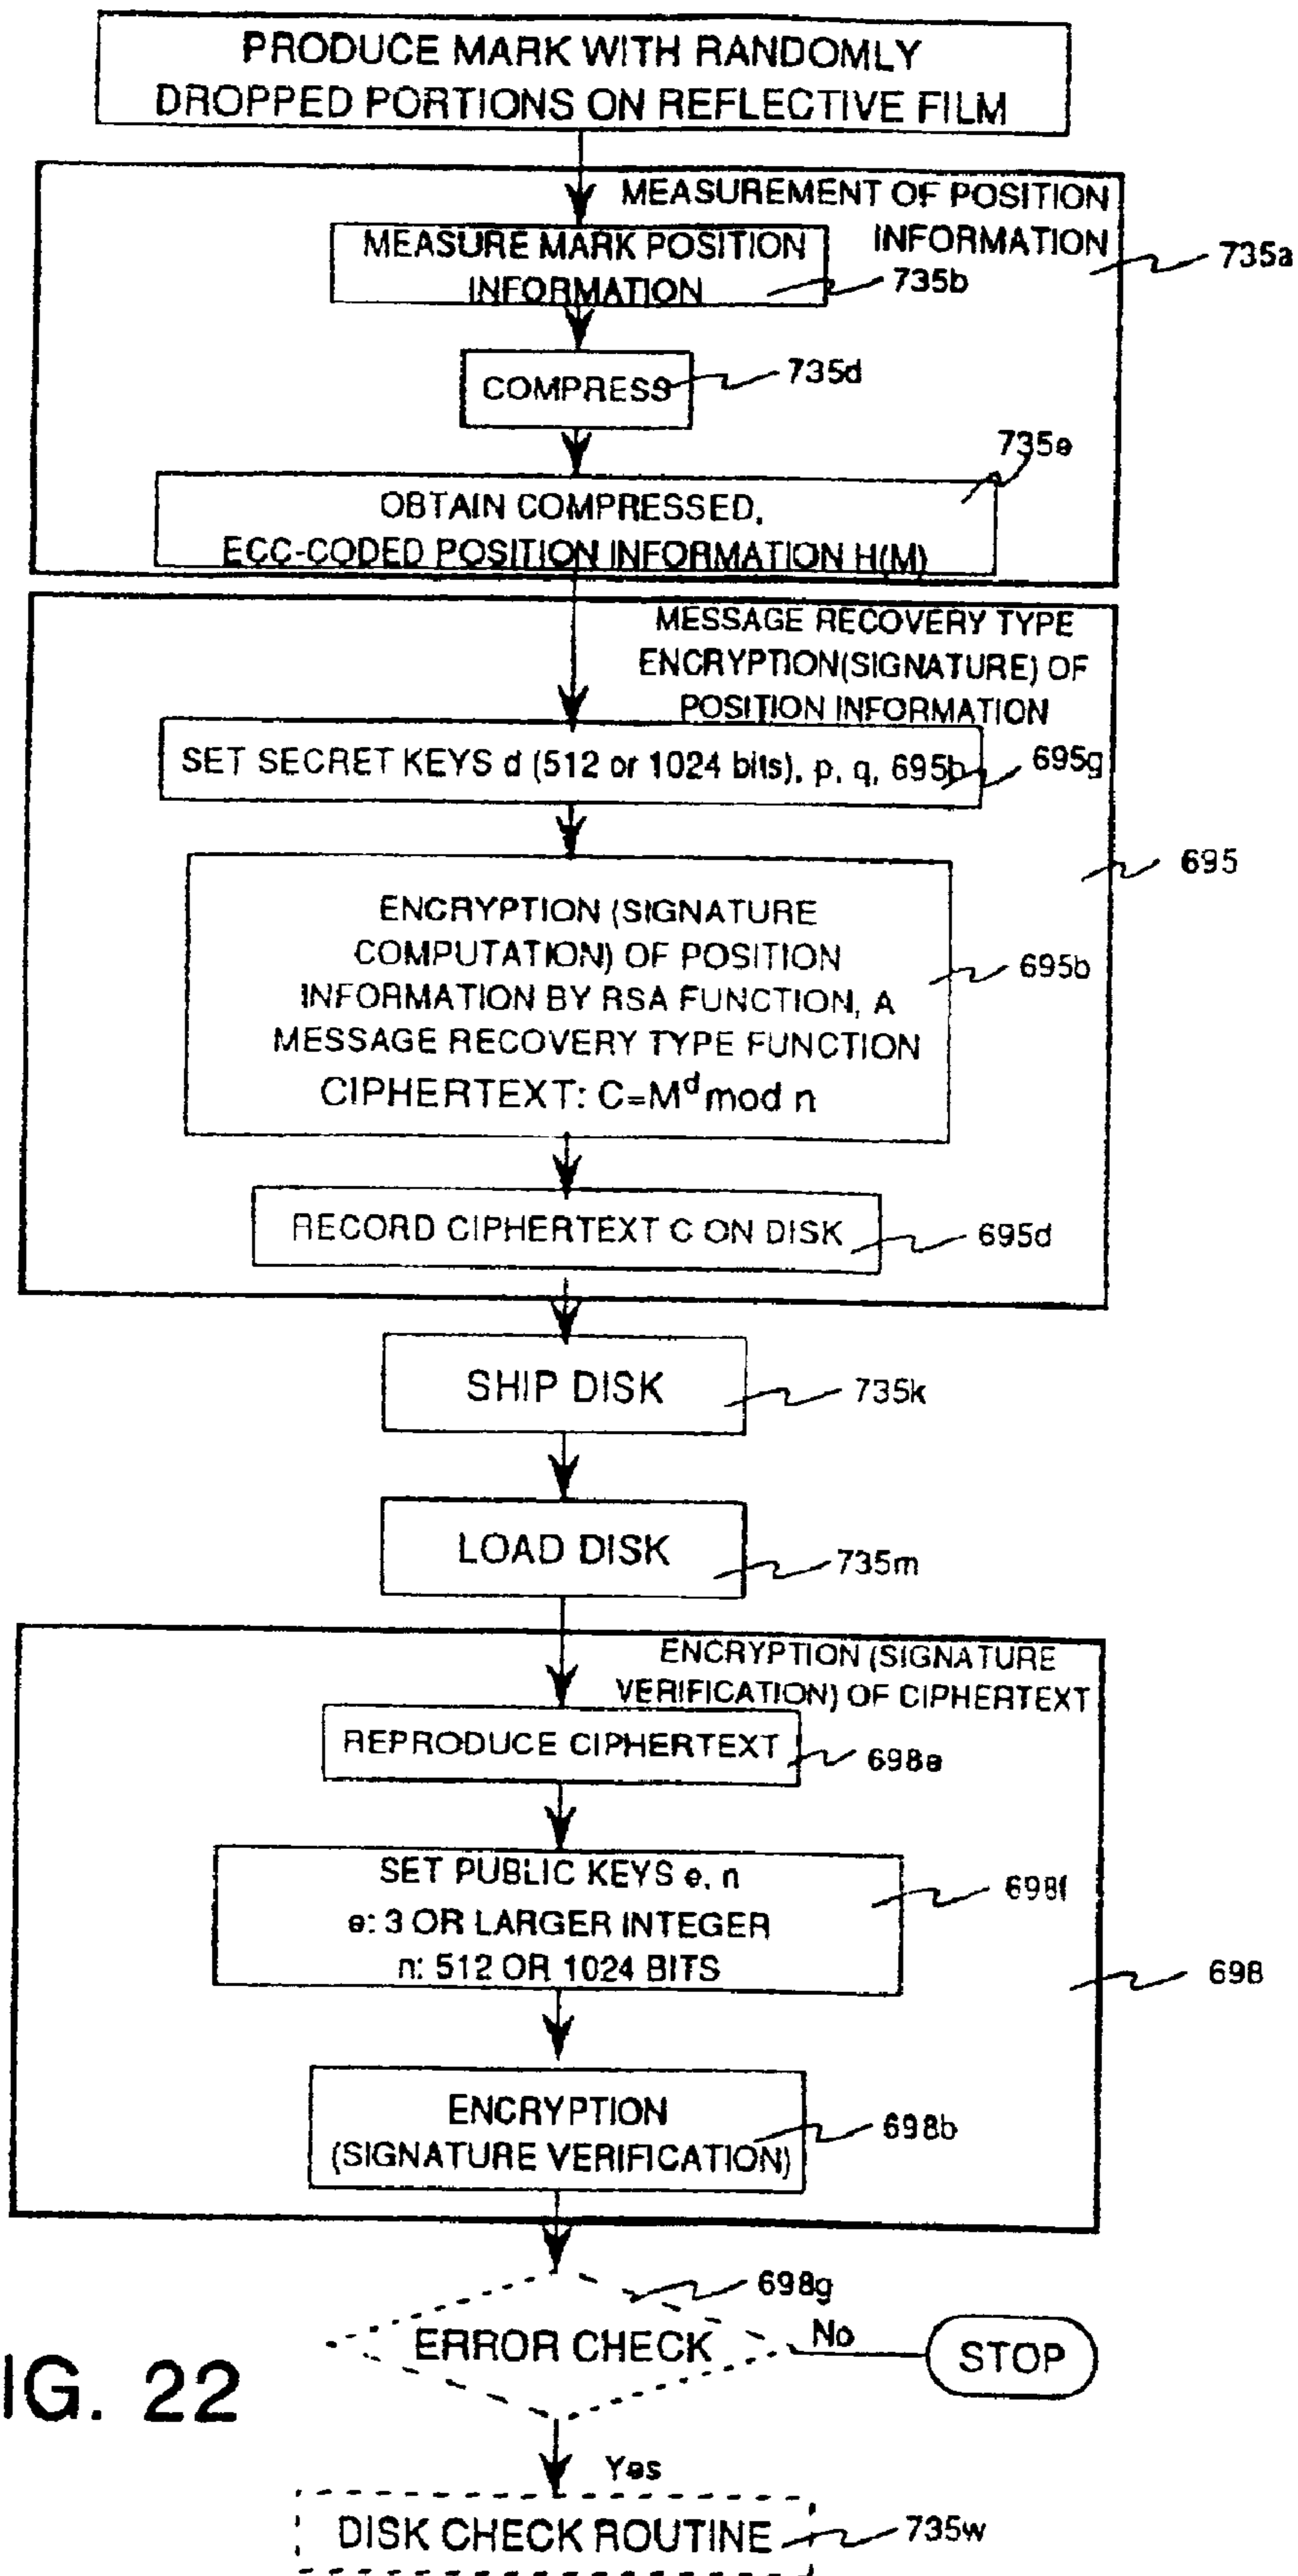 PRODUCE MARK WITH RANDOMLY
DROPPED PORTIONS ON REFLECTIVE FILM
MEASUREMENT OF POSITION
INFORMATION
735a
MEASURE MARK POSITION
INFORMATION
735b
COMPRESS
735d
735e
OBTAIN COMPRESSED,
ECC-CODED POSITION INFORMATION H(M)
MESSAGE RECOVERY TYPE
ENCRYPTION(SIGNATURE) OF
POSITION INFORMATION
SET SECRET KEYS d (512 or 1024 bits), p, q, 695b
695g
695
ENCRYPTION (SIGNATURE
COMPUTATION) OF POSITION
INFORMATION BY RSA FUNCTION, A
MESSAGE RECOVERY TYPE FUNCTION
CIPHERTEXT: C=M^d mod n
695b
RECORD CIPHERTEXT C ON DISK
695d
SHIP DISK
735k
LOAD DISK
735m
ENCRYPTION (SIGNATURE
VERIFICATION) OF CIPHERTEXT
REPRODUCE CIPHERTEXT
698e
SET PUBLIC KEYS e, n
e: 3 OR LARGER INTEGER
n: 512 OR 1024 BITS
698f
698
ENCRYPTION
(SIGNATURE VERIFICATION)
698b
698g
ERROR CHECK
No
STOP
IG. 22
Yes
DISK CHECK ROUTINE
735w